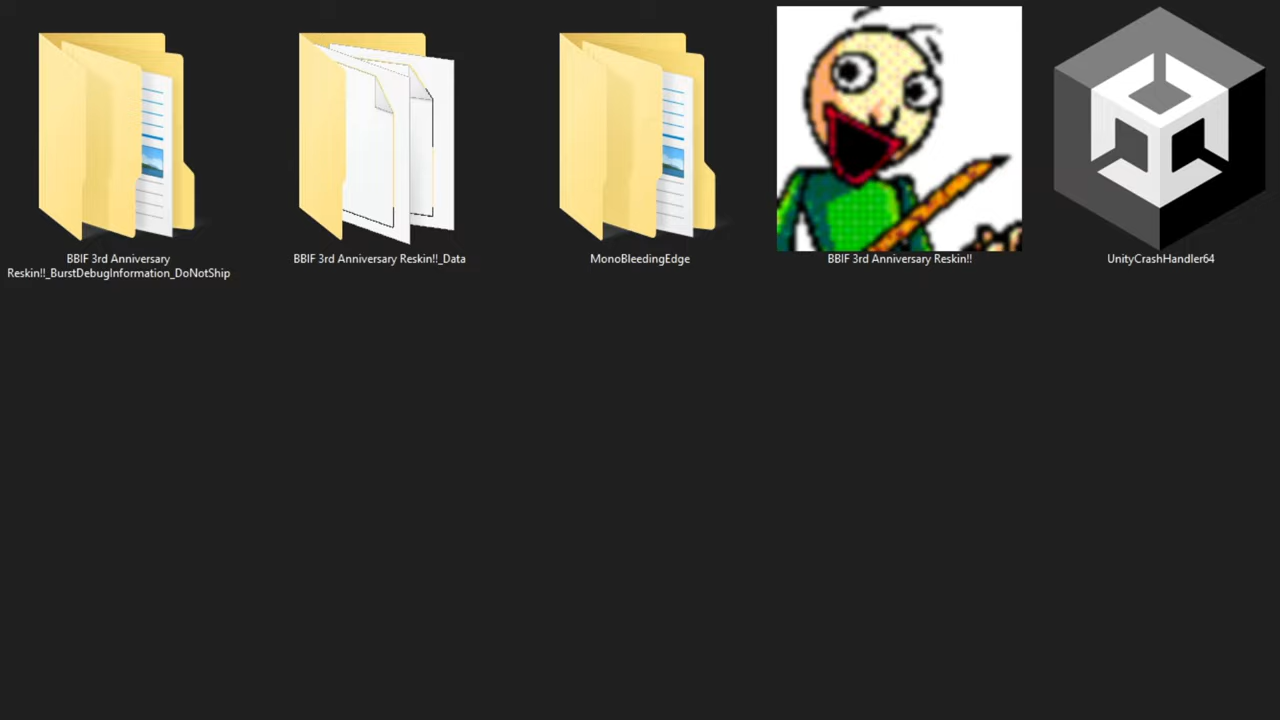 BBIF 3rd Anniversary
Reskin!!_BurstDebugInformation_DoNotShip
BBIF 3rd Anniversary Reskin!!_Data
MonoBleedingEdge
BBIF 3rd Anniversary Reskin!!
UnityCrashHandler64